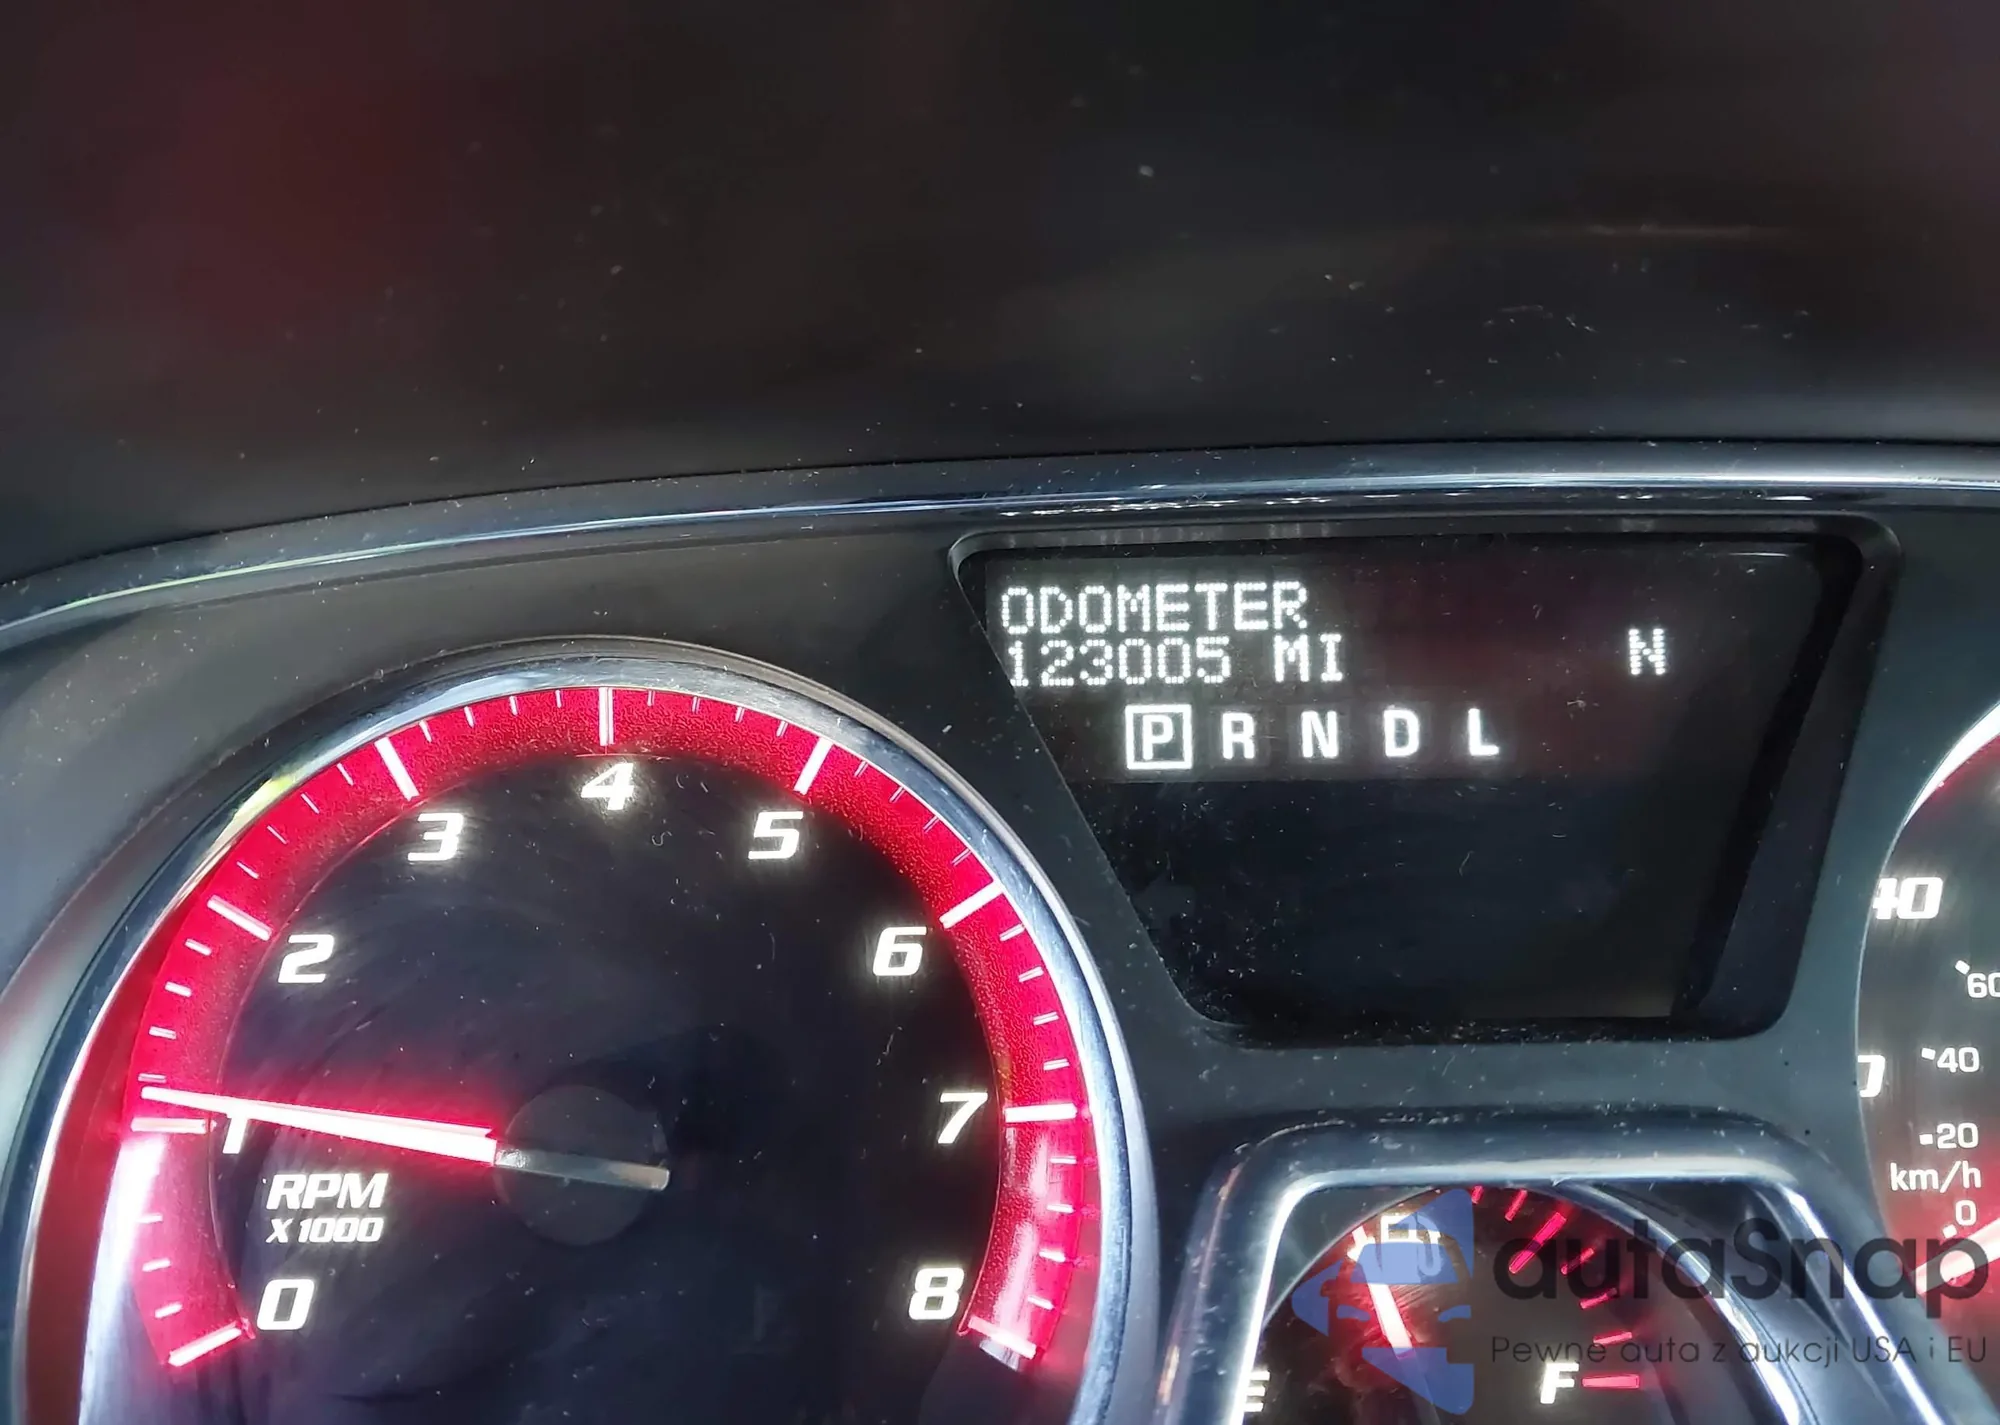 ODOMETER
123005 MI N
P R N D L
4
3 5
2 6
1 7
RPM
X1000
0 8
40
60
40
20
km/h
0
E
F
autaSnap
Pewne auta z aukcji USA i EU